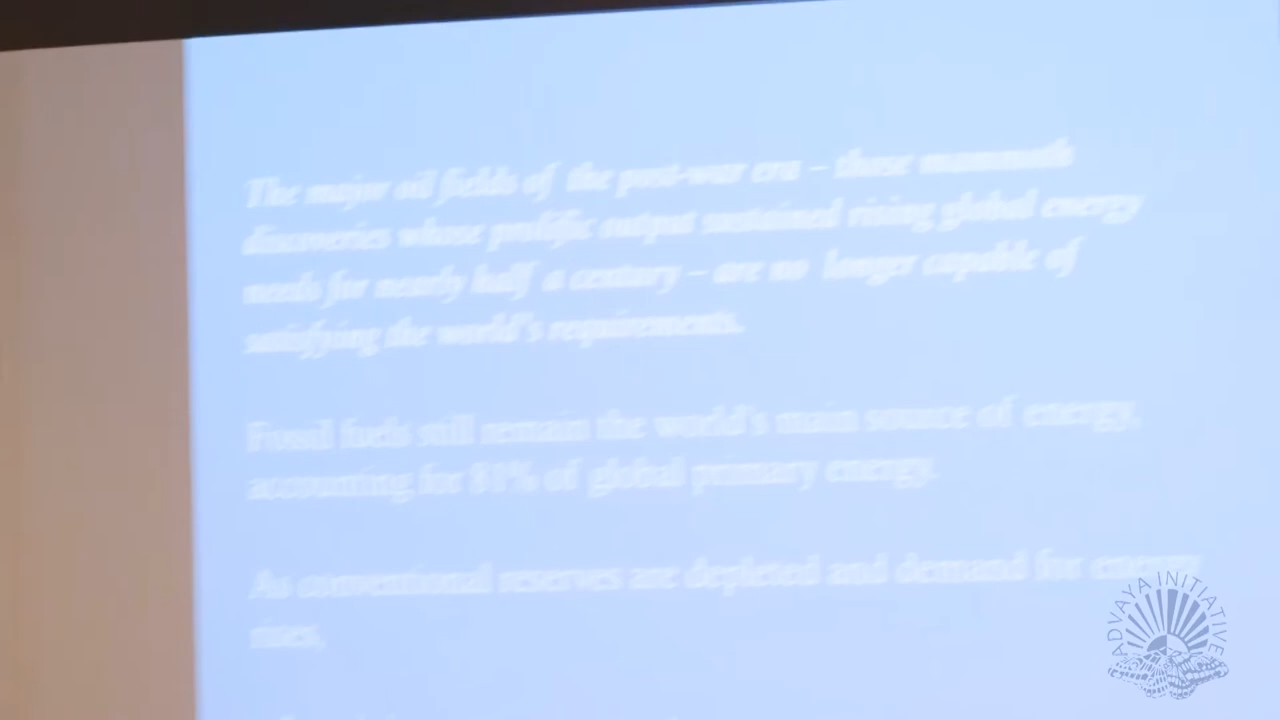 The major oil fields of the post-war era – those mammoth
discoveries whose prolific output sustained rising global energy
needs for nearly half a century – are no longer capable of
satisfying the world's requirements.
Fossil fuels still remain the world's main source of energy,
accounting for 81% of global primary energy.
As conventional reserves are depleted and demand for energy
rises,
ADVAYA INITIATIVE